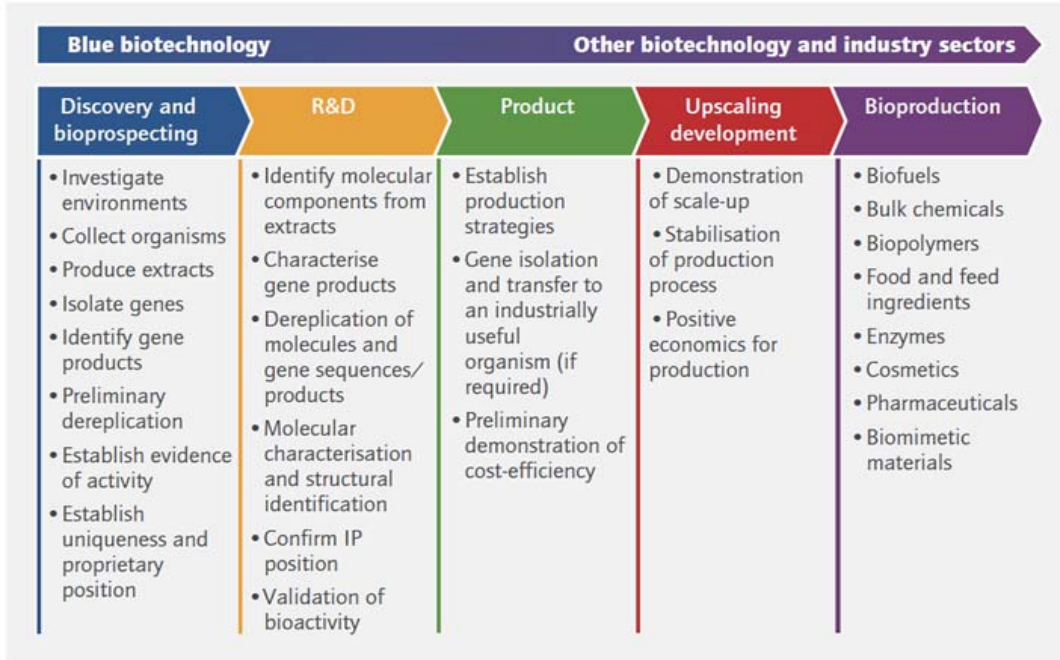 Blue biotechnology
Other biotechnology and industry sectors
Discovery and
bioprospecting
R&D
Product
Upscaling
development
Bioproduction
• Investigate
environments
• Collect organisms
• Produce extracts
• Isolate genes
• Identify gene
products
• Preliminary
dereplication
• Establish evidence
of activity
• Establish
uniqueness and
proprietary
position
• Identify molecular
components from
extracts
• Characterise
gene products
• Dereplication of
molecules and
gene sequences/
products
• Molecular
characterisation
and structural
identification
• Confirm IP
position
• Validation of
bioactivity
• Establish
production
strategies
• Gene isolation
and transfer to
an industrially
useful
organism (if
required)
• Preliminary
demonstration of
cost-efficiency
• Demonstration
of scale-up
• Stabilisation
of production
process
• Positive
economics for
production
• Biofuels
• Bulk chemicals
• Biopolymers
• Food and feed
ingredients
• Enzymes
• Cosmetics
• Pharmaceuticals
• Biomimetic
materials